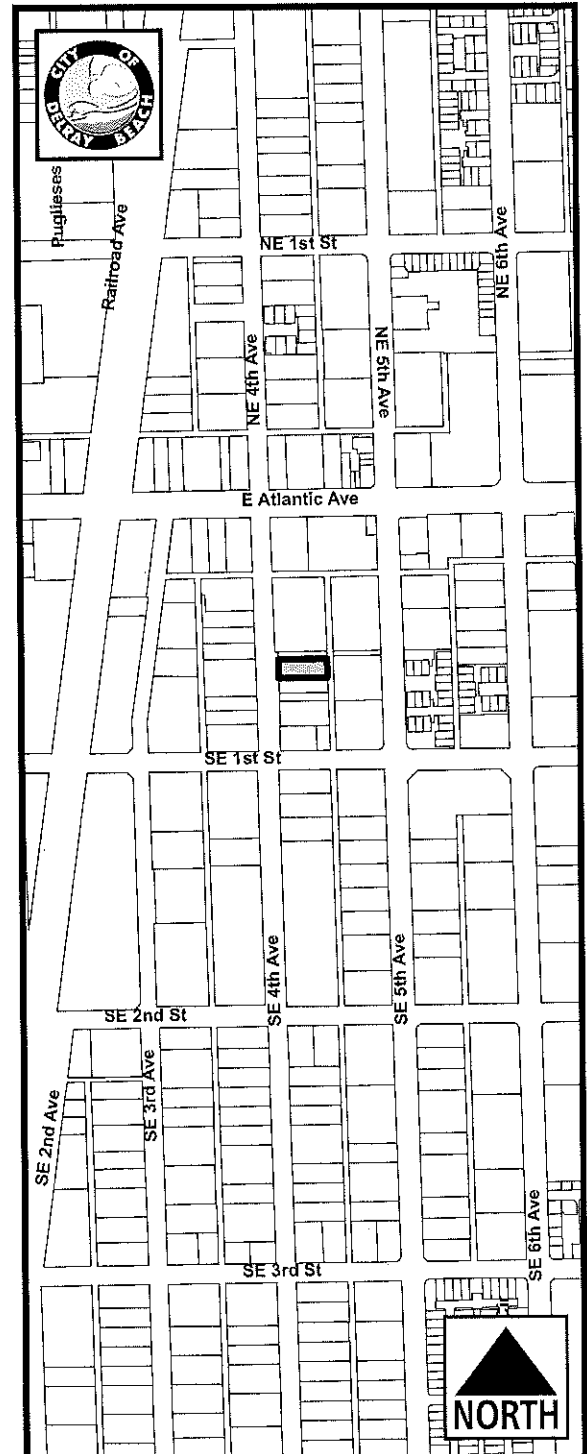 CITY OF
DELRAY BEACH
Puglieses
Railroad Ave
NE 1st St
NE 6th Ave
NE 4th Ave
NE 5th Ave
E Atlantic Ave
SE 1st St
SE 4th Ave
SE 5th Ave
SE 2nd St
SE 2nd Ave
SE 3rd Ave
SE 6th Ave
SE 3rd St
NORTH